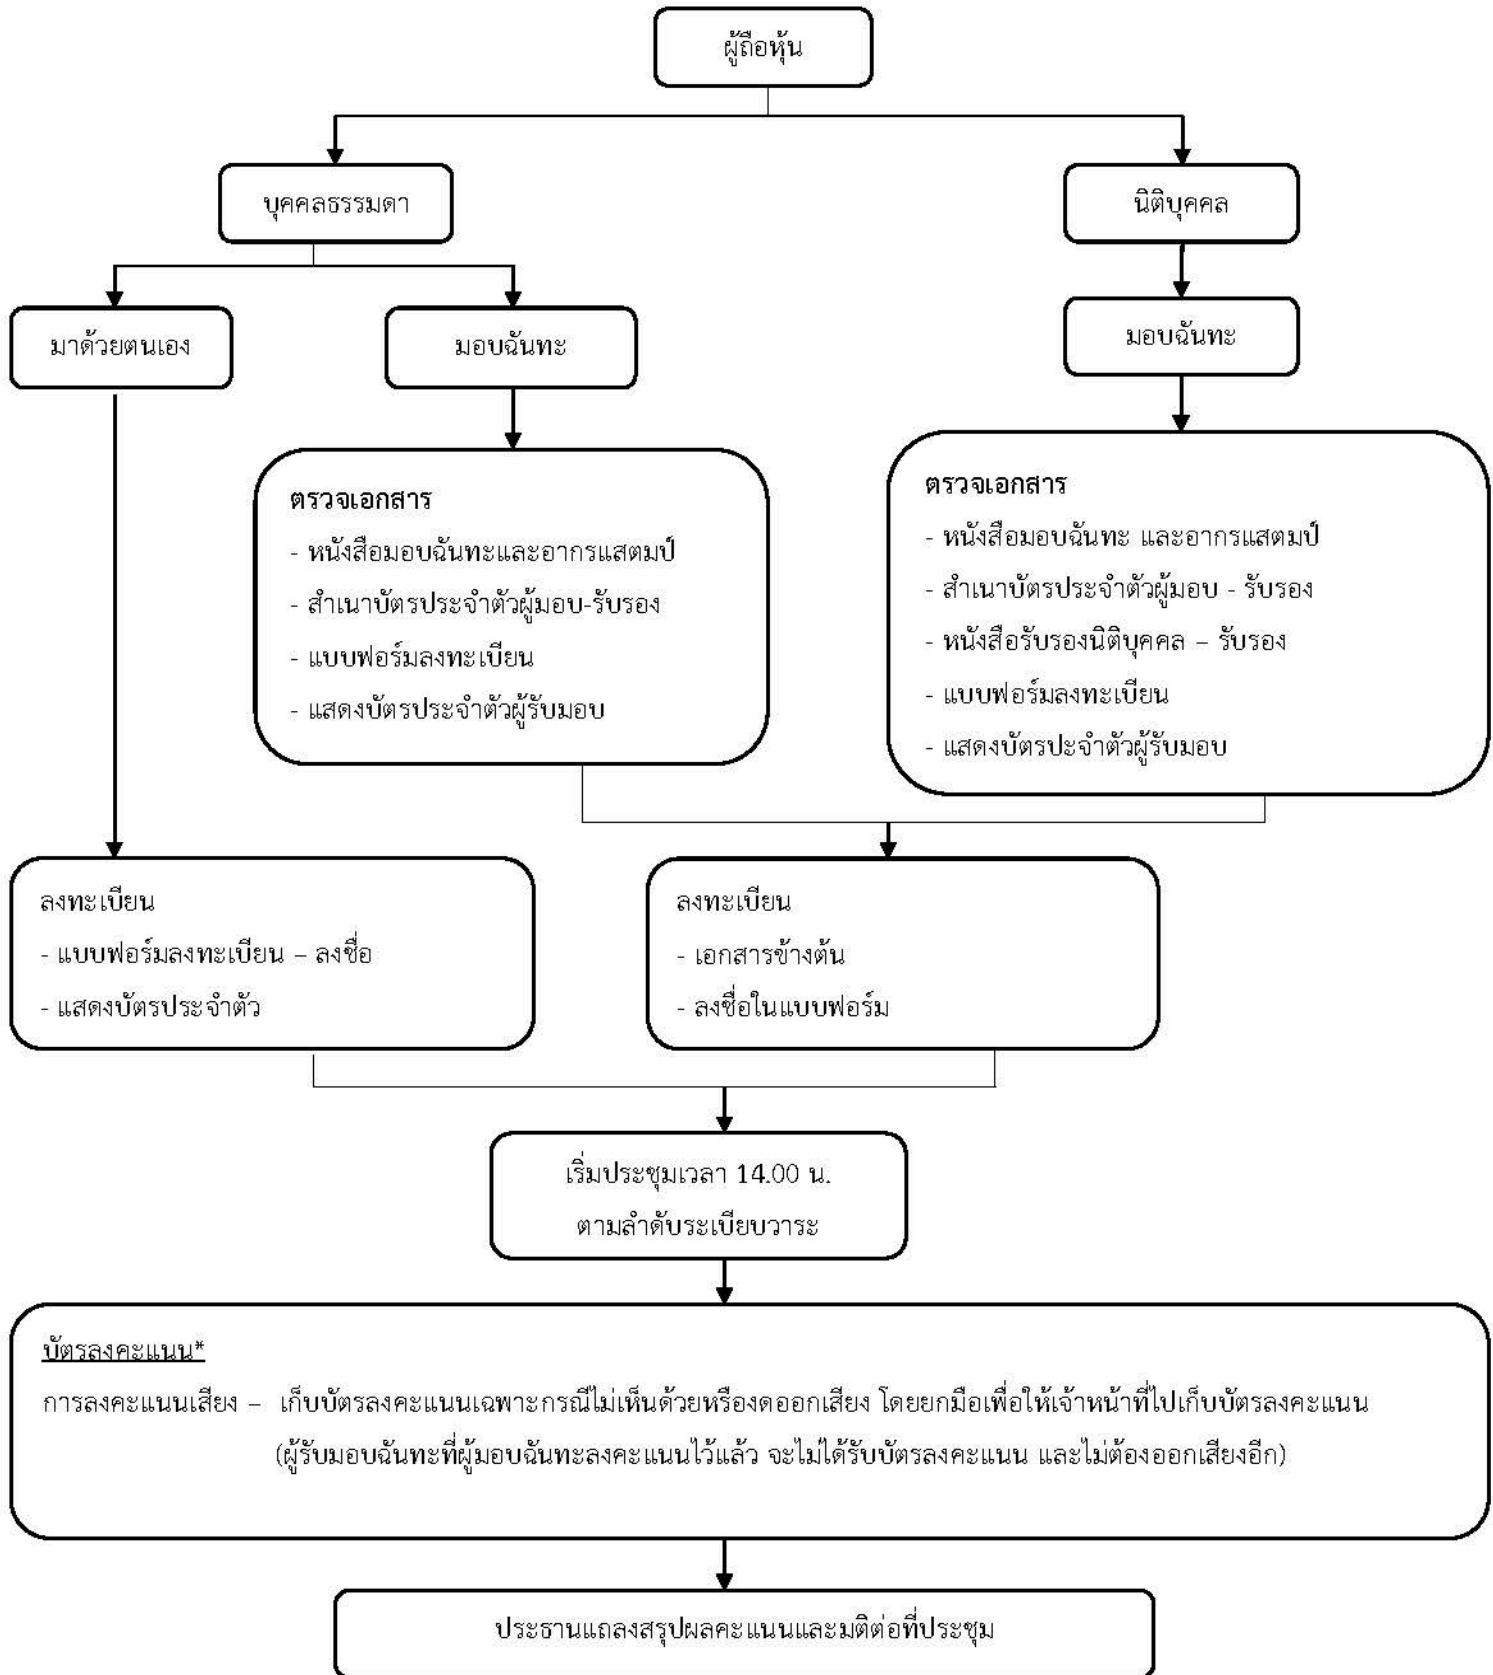 ผู้ถือหุ้น
บุคคลธรรมดา
นิติบุคคล
มาด้วยตนเอง
มอบฉันทะ
มอบฉันทะ
ตรวจเอกสาร
- หนังสือมอบฉันทะและอากรแสตมป์
- สำเนาบัตรประจำตัวผู้มอบ-รับรอง
- แบบฟอร์มลงทะเบียน
- แสดงบัตรประจำตัวผู้รับมอบ
ตรวจเอกสาร
- หนังสือมอบฉันทะ และอากรแสตมป์
- สำเนาบัตรประจำตัวผู้มอบ - รับรอง
- หนังสือรับรองนิติบุคคล – รับรอง
- แบบฟอร์มลงทะเบียน
- แสดงบัตรปะจำตัวผู้รับมอบ
ลงทะเบียน
- แบบฟอร์มลงทะเบียน – ลงชื่อ
- แสดงบัตรประจำตัว
ลงทะเบียน
- เอกสารข้างต้น
- ลงชื่อในแบบฟอร์ม
เริ่มประชุมเวลา 14.00 น.
ตามลำดับระเบียบวาระ
บัตรลงคะแนน*
การลงคะแนนเสียง – เก็บบัตรลงคะแนนเฉพาะกรณีไม่เห็นด้วยหรืองดออกเสียง โดยยกมือเพื่อให้เจ้าหน้าที่ไปเก็บบัตรลงคะแนน
(ผู้รับมอบฉันทะที่ผู้มอบฉันทะลงคะแนนไว้แล้ว จะไม่ได้รับบัตรลงคะแนน และไม่ต้องออกเสียงอีก)
ประธานแถลงสรุปผลคะแนนและมติต่อที่ประชุม